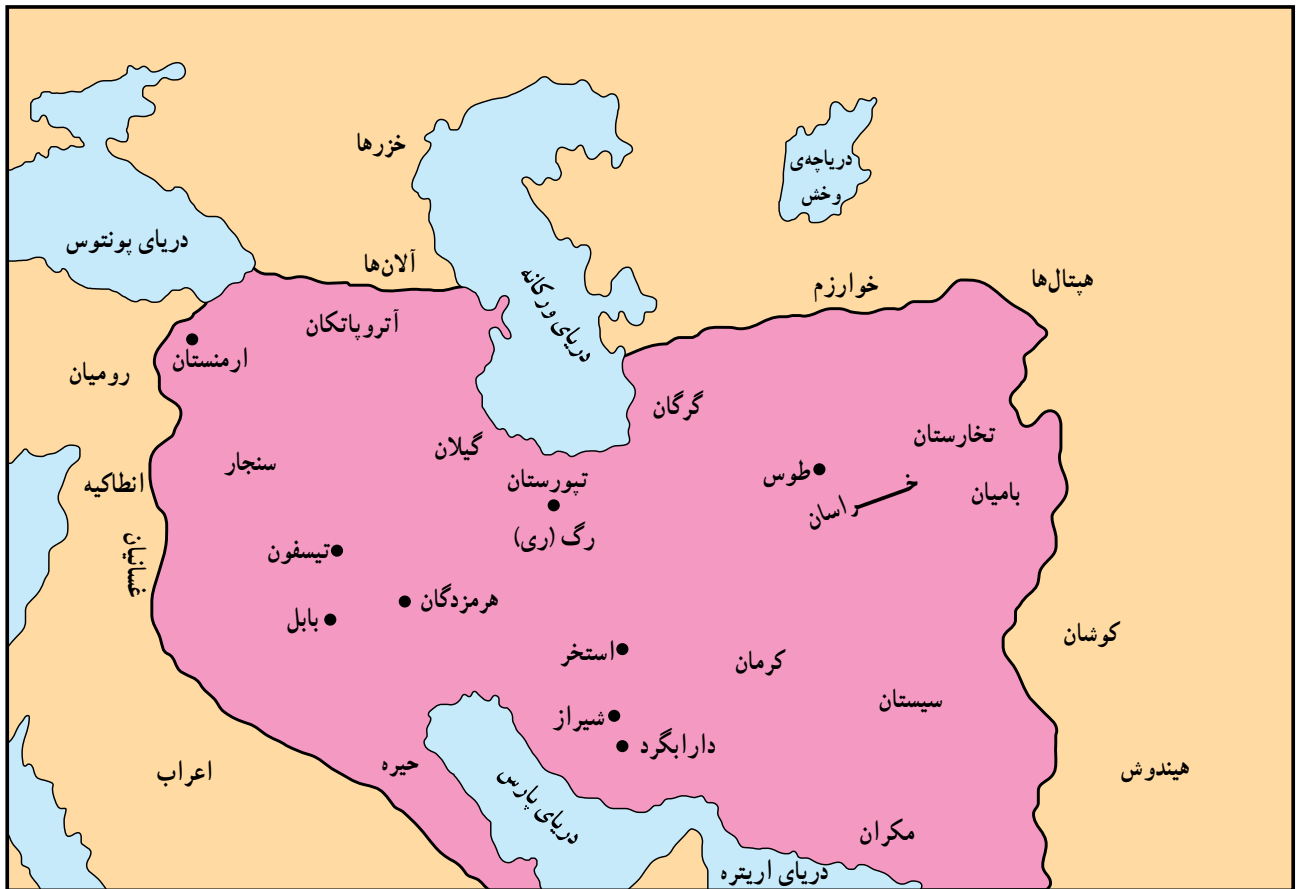 خزرها
دریاچه‌ی
وخش
دریای پونتوس
آلان‌ها
دریای ورکانه
خوارزم
هپتال‌ها
آتروپاتکان
ارمنستان
رومیان
گرگان
تخارستان
گیلان
سنجار
انطاکیه
تپورستان
طوس
خراسان
بامیان
رگ (ری)
غسانیان
تیسفون
هرمزدگان
بابل
کوشان
استخر
کرمان
سیستان
شیراز
دارابگرد
حیره
اعراب
هیندوش
دریای پارس
مکران
دریای اریتره